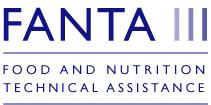 FANTA III
FOOD AND NUTRITION
TECHNICAL ASSISTANCE